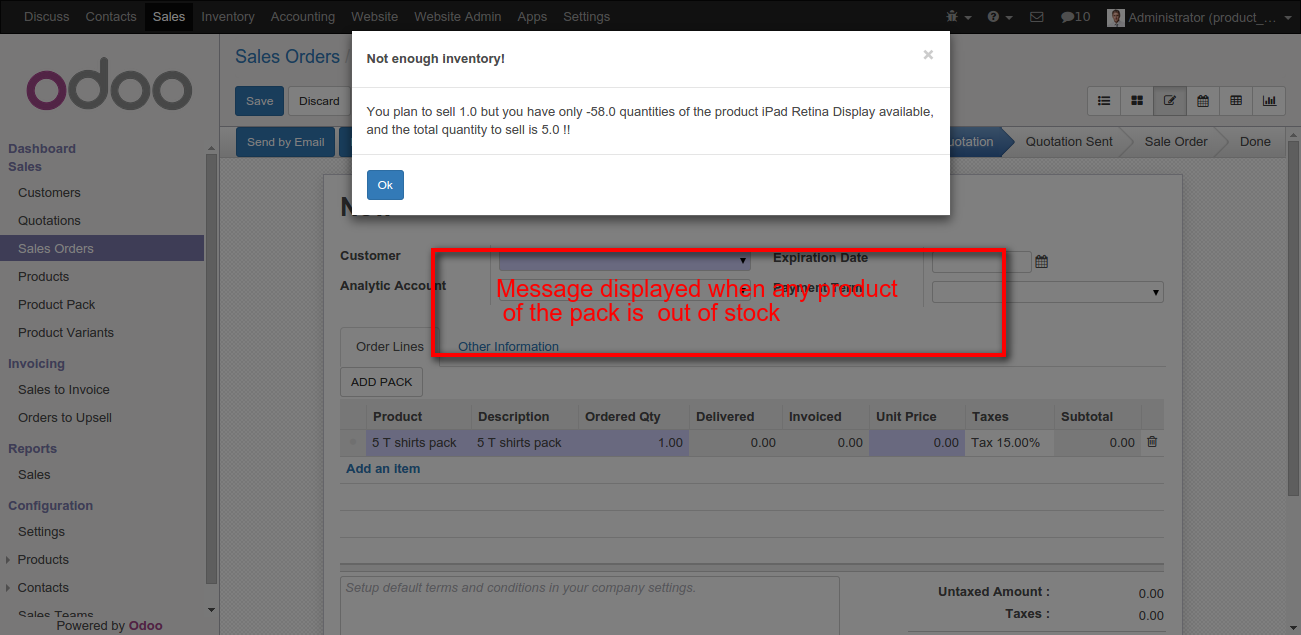 Discuss Contacts Sales Inventory Accounting Website Website Admin Apps Settings 10 Administrator (product_...
odoo
Sales Orders /
Not enough inventory! ×
Save Discard
You plan to sell 1.0 but you have only -58.0 quantities of the product iPad Retina Display available,
and the total quantity to sell is 5.0 !!
Send by Email
uotation Quotation Sent Sale Order Done
Ok
Dashboard
Sales
Customers
Quotations
Sales Orders
Products
Product Pack
Product Variants
Invoicing
Sales to Invoice
Orders to Upsell
Reports
Sales
Configuration
Settings
Products
Contacts
Sales Teams
Powered by Odoo
New
Customer
Expiration Date
Analytic Account
Payment Term
Message displayed when any product
of the pack is out of stock
Order Lines Other Information
ADD PACK
Product Description Ordered Qty Delivered Invoiced Unit Price Taxes Subtotal
5 T shirts pack 5 T shirts pack 1.00 0.00 0.00 0.00 Tax 15.00% 0.00
Add an item
Setup default terms and conditions in your company settings.
Untaxed Amount : 0.00
Taxes : 0.00